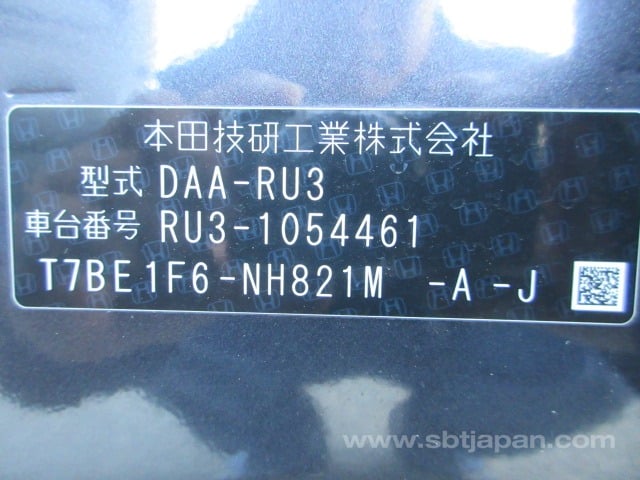 本田技研工業株式会社
型式 DAA-RU3
車台番号 RU3-1054461
T7BE1F6-NH821M -A-J
www.sbtjapan.com